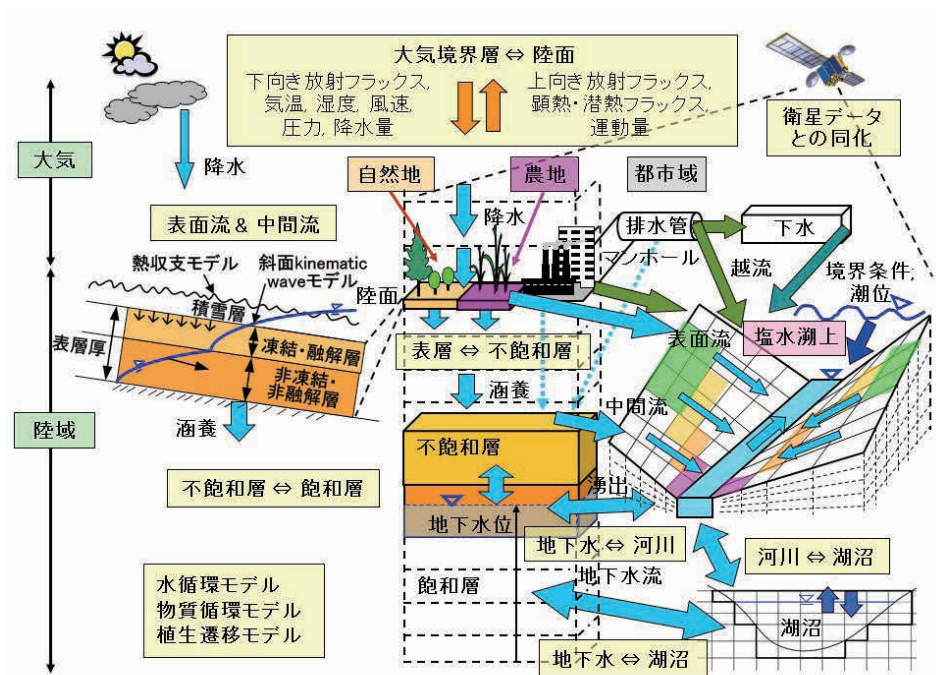 大気境界層 ⇔ 陸面
下向き放射フラックス,
気温, 湿度, 風速,
圧力, 降水量
上向き放射フラックス,
顕熱・潜熱フラックス,
運動量
衛星データ
との同化
大気
降水
自然地
農地
都市域
表面流 & 中間流
降水
排水管
下水
マンホール
越流
熱収支モデル
斜面kinematic
waveモデル
陸面
境界条件;
潮位
積雪層
表層厚
凍結・融解層
非凍結・
非融解層
表層 ⇔ 不飽和層
表面流
塩水遡上
涵養
涵養
中間流
陸域
不飽和層
不飽和層 ⇔ 飽和層
湧出
地下水位
地下水 ⇔ 河川
河川 ⇔ 湖沼
水循環モデル
物質循環モデル
植生遷移モデル
飽和層
地下水流
湖沼
地下水 ⇔ 湖沼